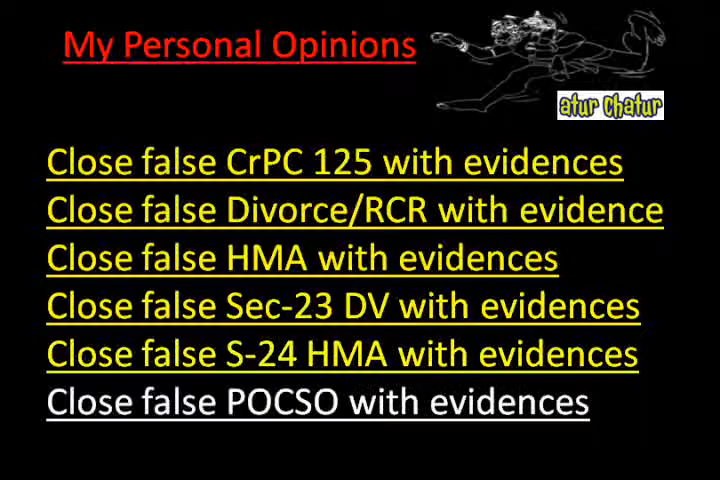 My Personal Opinions
atur Chatur
Close false CrPC 125 with evidences
Close false Divorce/RCR with evidence
Close false HMA with evidences
Close false Sec-23 DV with evidences
Close false S-24 HMA with evidences
Close false POCSO with evidences